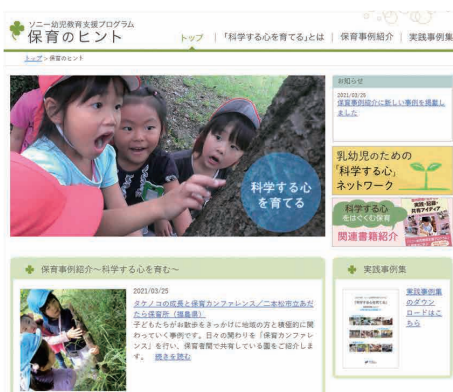 ソニー幼児教育支援プログラム
保育のヒント
トップ | 「科学する心を育てる」とは | 保育事例紹介 | 実践事例集
トップ > 保育のヒント
科学する心
を育てる
お知らせ
2021/03/26
保育事例紹介に新しい事例を掲載し
ました
乳幼児のための
「科学する心」
ネットワーク
科学する心
をはぐくむ保育
関連書籍紹介
実践・記録・
共有アイディア
保育事例紹介~科学する心を育む~
2021/03/25
タケノコの成長と保育カンファレンス/二本松市立あだ
たら保育所(福島県)
子どもたちがお散歩をきっかけに地域の方と積極的に関
わっていく事例です。日々の関わりを「保育カンファレ
ンス」を行い、保育者間で共有している園をご紹介しま
す。 続きを読む
実践事例集
実践事例集
のダウン
ロードはこ
ちら